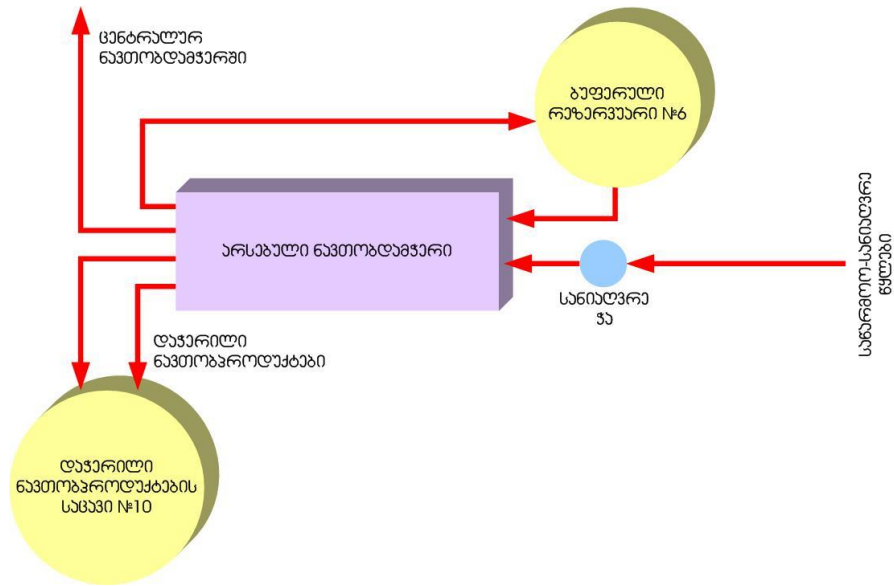 ცენტრალურ
ნავთობდამჭერში
ბუფერული
რეზერვუარი №6
არსებული ნავთობდამჭერი
სანიაღვრე
ჭა
საწარმოო-სანიაღვრე
წყლები
დაჭერილი
ნავთობპროდუქტები
დაჭერილი
ნავთობპროდუქტების
საცავი №10